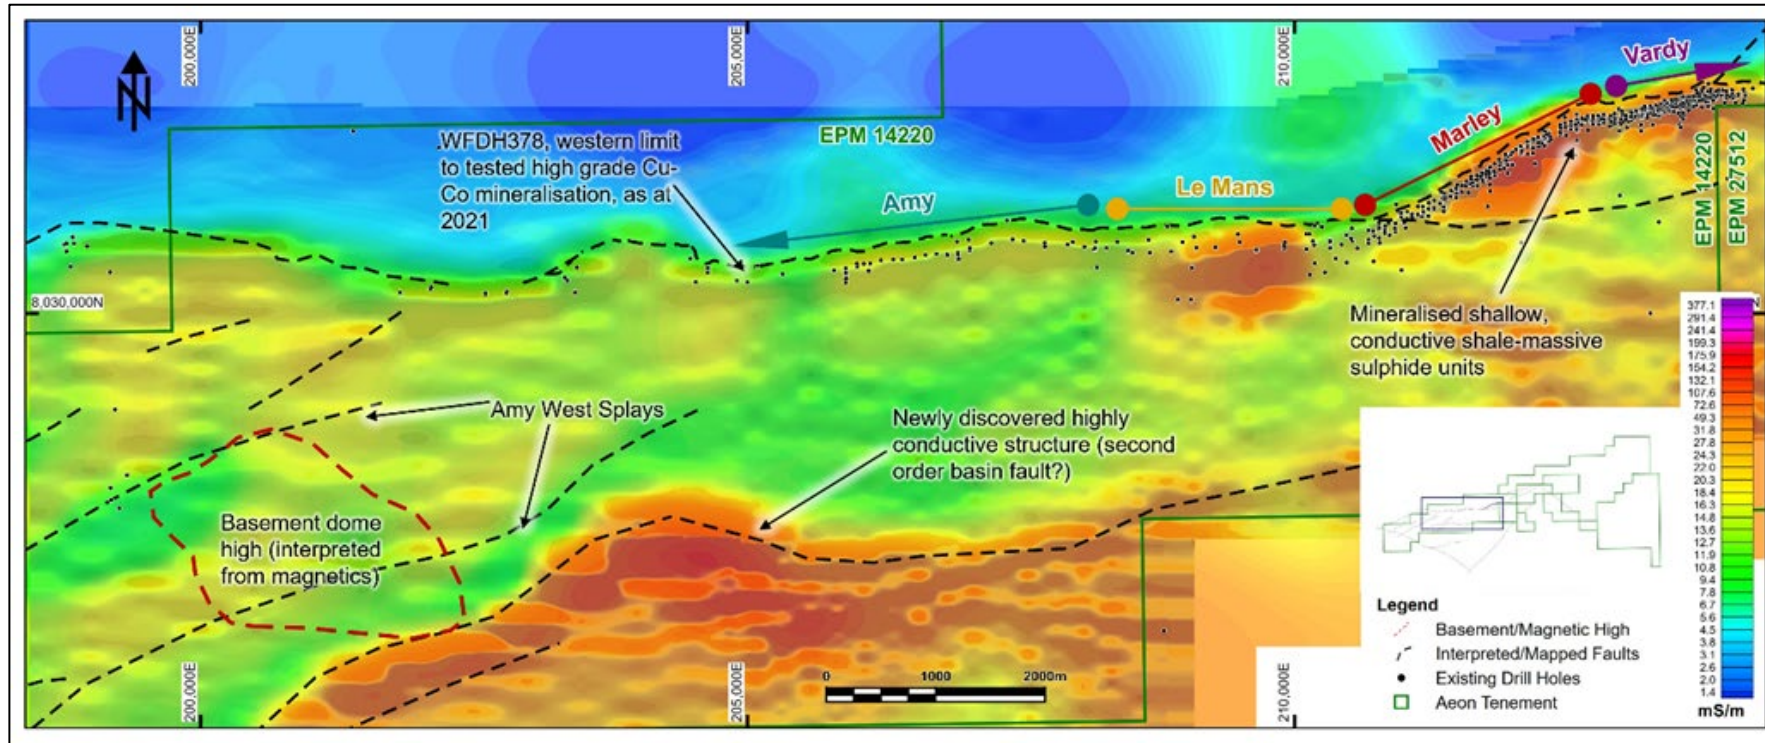 N
200,000E
205,000E
210,000E
Vardy
Marley
EPM 14220
WFDH378, western limit
to tested high grade Cu-
Co mineralisation, as at
2021
Amy
Le Mans
EPM 14220
EPM 27512
8,030,000N
N
Mineralised shallow,
conductive shale-massive
sulphide units
Amy West Splays
Newly discovered highly
conductive structure (second
order basin fault?)
Basement dome
high (interpreted
from magnetics)
377.1
291.4
241.4
199.3
175.9
154.2
132.1
107.6
72.6
49.3
31.8
27.8
24.3
22.0
20.3
18.4
16.3
14.8
13.6
12.7
11.9
10.8
9.4
7.8
6.7
5.6
4.5
3.8
3.1
2.6
2.0
1.4
mS/m
Legend
Basement/Magnetic High
Interpreted/Mapped Faults
Existing Drill Holes
Aeon Tenement
0 1000 2000m
200,000E
205,000E
210,000E